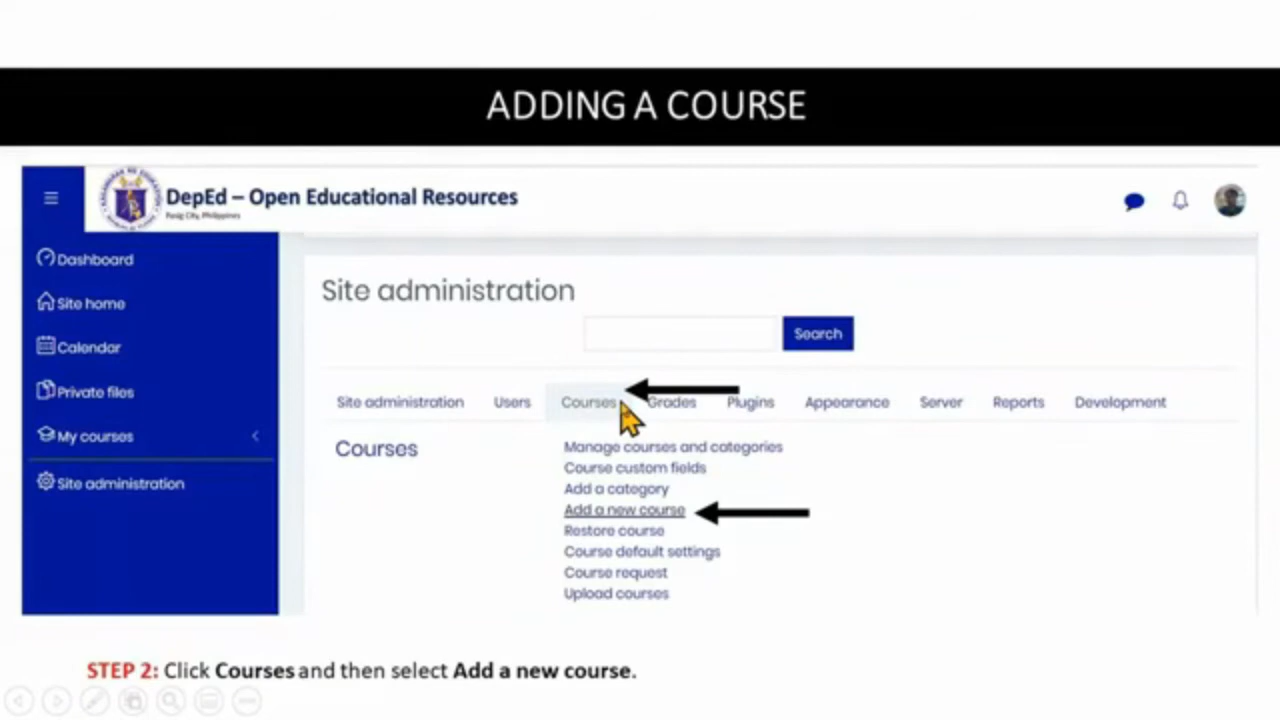 ADDING A COURSE
DepEd – Open Educational Resources
Pasig City, Philippines
Dashboard
Site home
Calendar
Private files
My courses
Site administration
Site administration
Search
Site administration Users Courses Grades Plugins Appearance Server Reports Development
Courses
Manage courses and categories
Course custom fields
Add a category
Add a new course
Restore course
Course default settings
Course request
Upload courses
STEP 2: Click Courses and then select Add a new course.